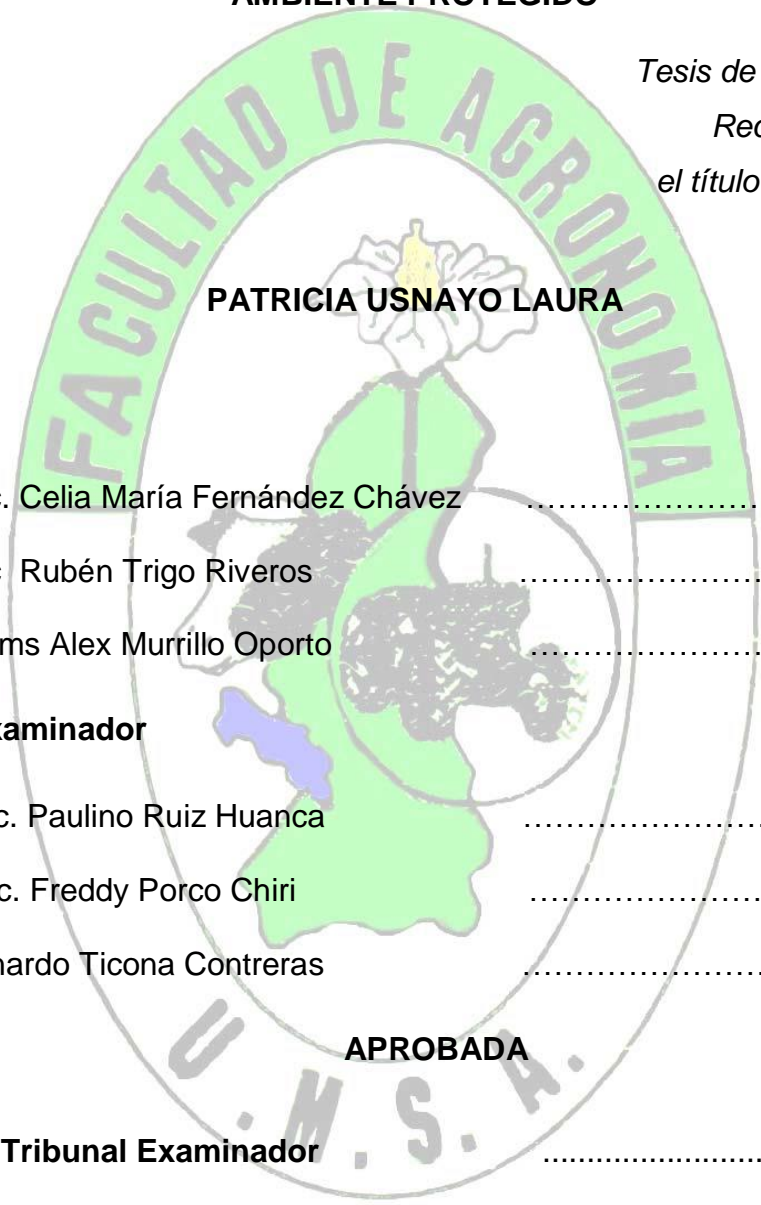 AMBIENTE PROTEGIDO
Tesis de
Rec
el título
PATRICIA USNAYO LAURA
c. Celia María Fernández Chávez ........................
c Rubén Trigo Riveros ........................
ms Alex Murrillo Oporto ........................
xaminador
c. Paulino Ruiz Huanca ........................
c. Freddy Porco Chiri ........................
nardo Ticona Contreras ........................
APROBADA
Tribunal Examinador ........................
FACULTAD DE AGRONOMIA
U.M.S.A.